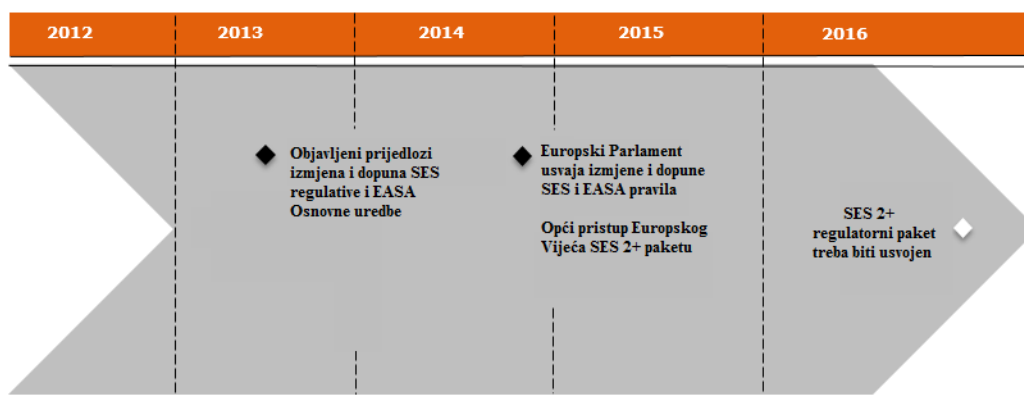 2012 2013 2014 2015 2016
Objavljeni prijedlozi
izmjena i dopuna SES
regulative i EASA
Osnovne uredbe
Europski Parlament
usvaja izmjene i dopune
SES i EASA pravila
Opći pristup Europskog
Vijeća SES 2+ paketu
SES 2+
regulatorni paket
treba biti usvojen